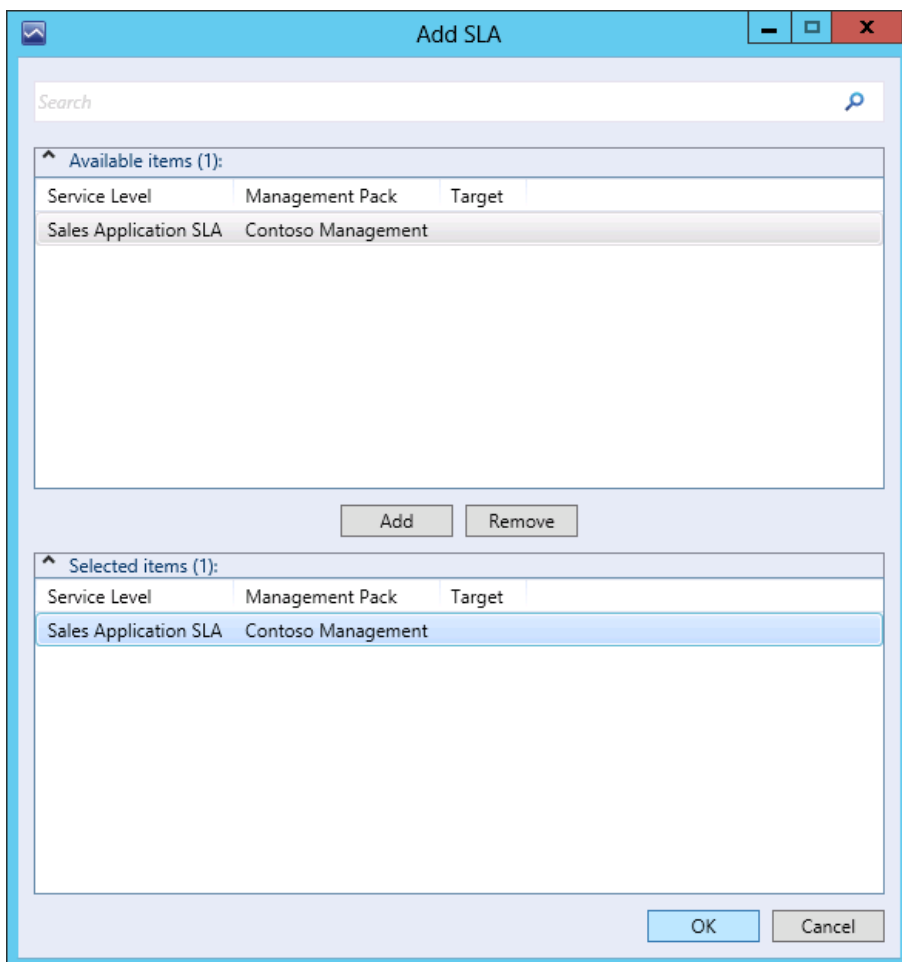 Add SLA
Search
Available items (1):
Service Level Management Pack Target
Sales Application SLA Contoso Management
Add Remove
Selected items (1):
Service Level Management Pack Target
Sales Application SLA Contoso Management
OK Cancel